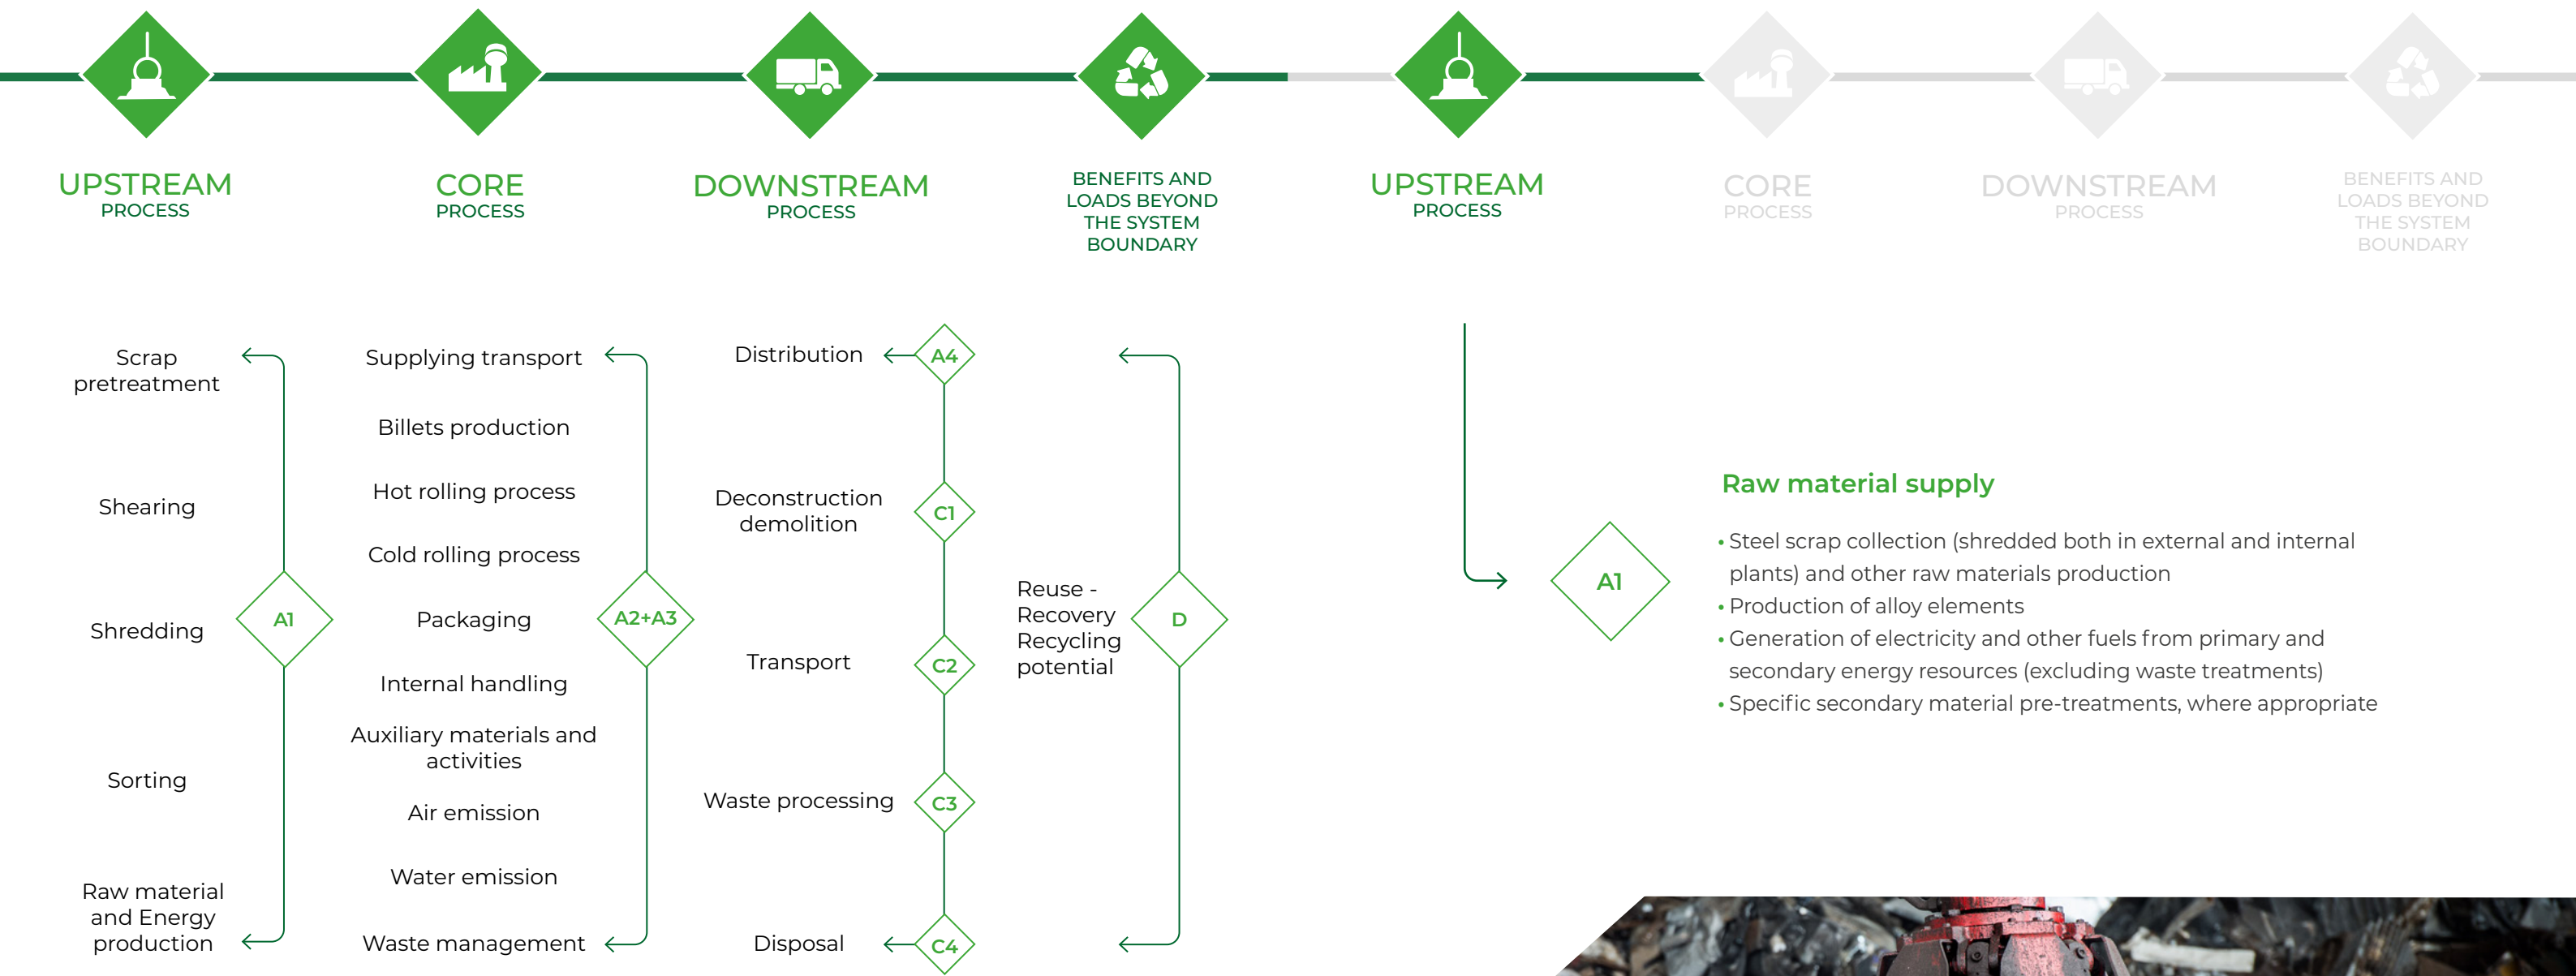 UPSTREAM
PROCESS
CORE
PROCESS
DOWNSTREAM
PROCESS
BENEFITS AND
LOADS BEYOND
THE SYSTEM
BOUNDARY
Scrap
pretreatment
Shearing
Shredding
Sorting
Raw material
and Energy
production
A1
Supplying transport
Billets production
Hot rolling process
Cold rolling process
Packaging
Internal handling
Auxiliary materials and
activities
Air emission
Water emission
Waste management
A2+A3
Distribution
A4
Deconstruction
demolition
C1
Transport
C2
Waste processing
C3
Disposal
C4
Reuse -
Recovery
Recycling
potential
D
UPSTREAM
PROCESS
CORE
PROCESS
DOWNSTREAM
PROCESS
BENEFITS AND
LOADS BEYOND
THE SYSTEM
BOUNDARY
A1
Raw material supply
• Steel scrap collection (shredded both in external and internal
plants) and other raw materials production
• Production of alloy elements
• Generation of electricity and other fuels from primary and
secondary energy resources (excluding waste treatments)
• Specific secondary material pre-treatments, where appropriate